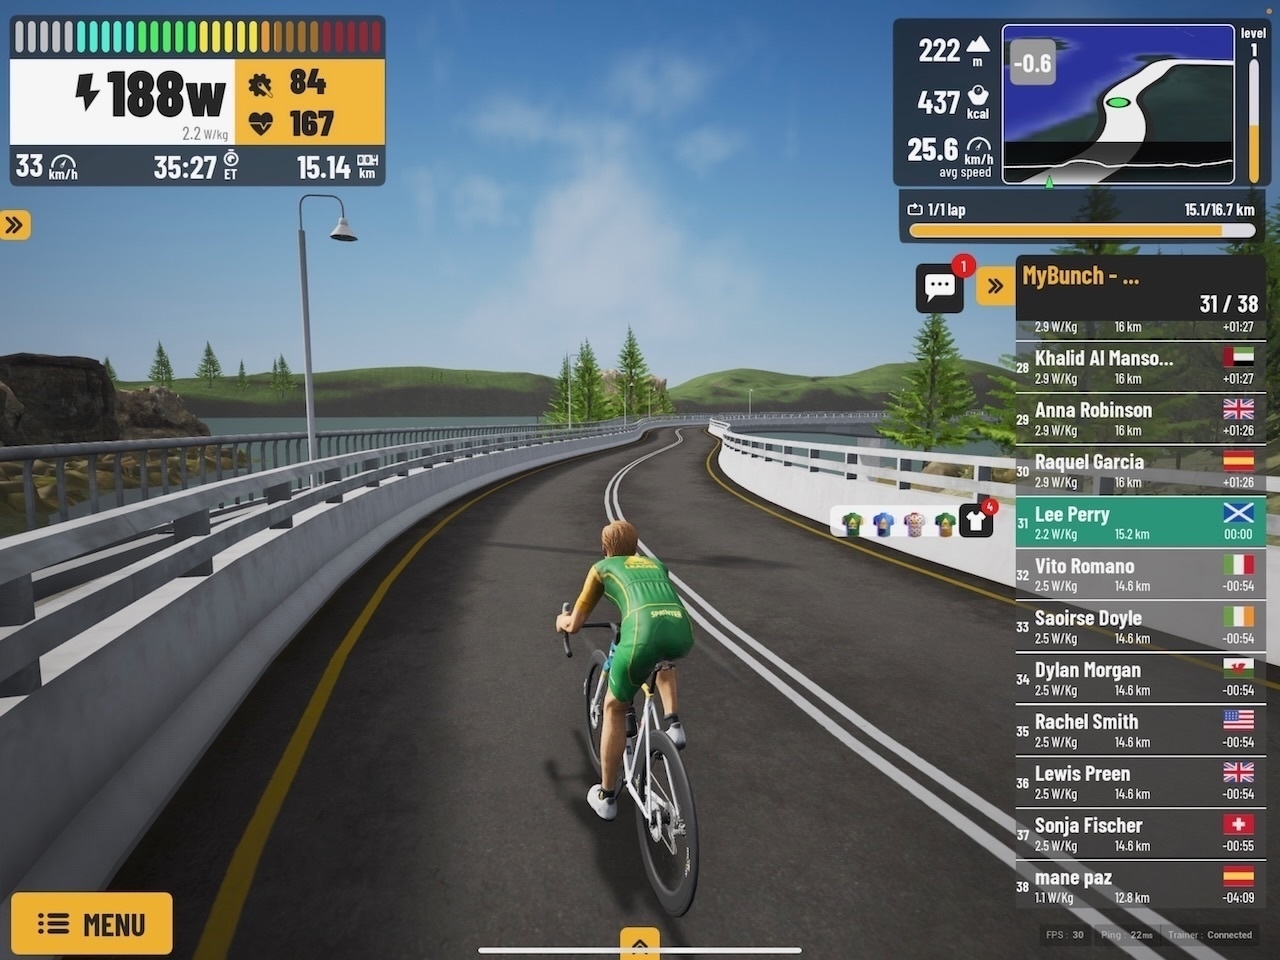 188w
2.2 W/kg
84
167
33 km/h
35:27 ET
15.14 km
222 m
437 kcal
25.6 km/h
avg speed
-0.6
level
1
1/1 lap
15.1/16.7 km
1
MyBunch - ...
31 / 38
2.9 W/Kg 16 km +01:27
28 Khalid Al Manso...
2.9 W/Kg 16 km +01:27
29 Anna Robinson
2.9 W/Kg 16 km +01:26
30 Raquel Garcia
2.9 W/Kg 16 km +01:26
31 Lee Perry
2.2 W/Kg 15.2 km 00:00
4
32 Vito Romano
2.5 W/Kg 14.6 km -00:54
33 Saoirse Doyle
2.5 W/Kg 14.6 km -00:54
34 Dylan Morgan
2.5 W/Kg 14.6 km -00:54
35 Rachel Smith
2.5 W/Kg 14.6 km -00:54
36 Lewis Preen
2.5 W/Kg 14.6 km -00:54
37 Sonja Fischer
2.5 W/Kg 14.6 km -00:55
38 mane paz
1.1 W/Kg 12.8 km -04:09
LEADER
SPRINTER
MENU
FPS : 30 Ping : 22ms Trainer : Connected